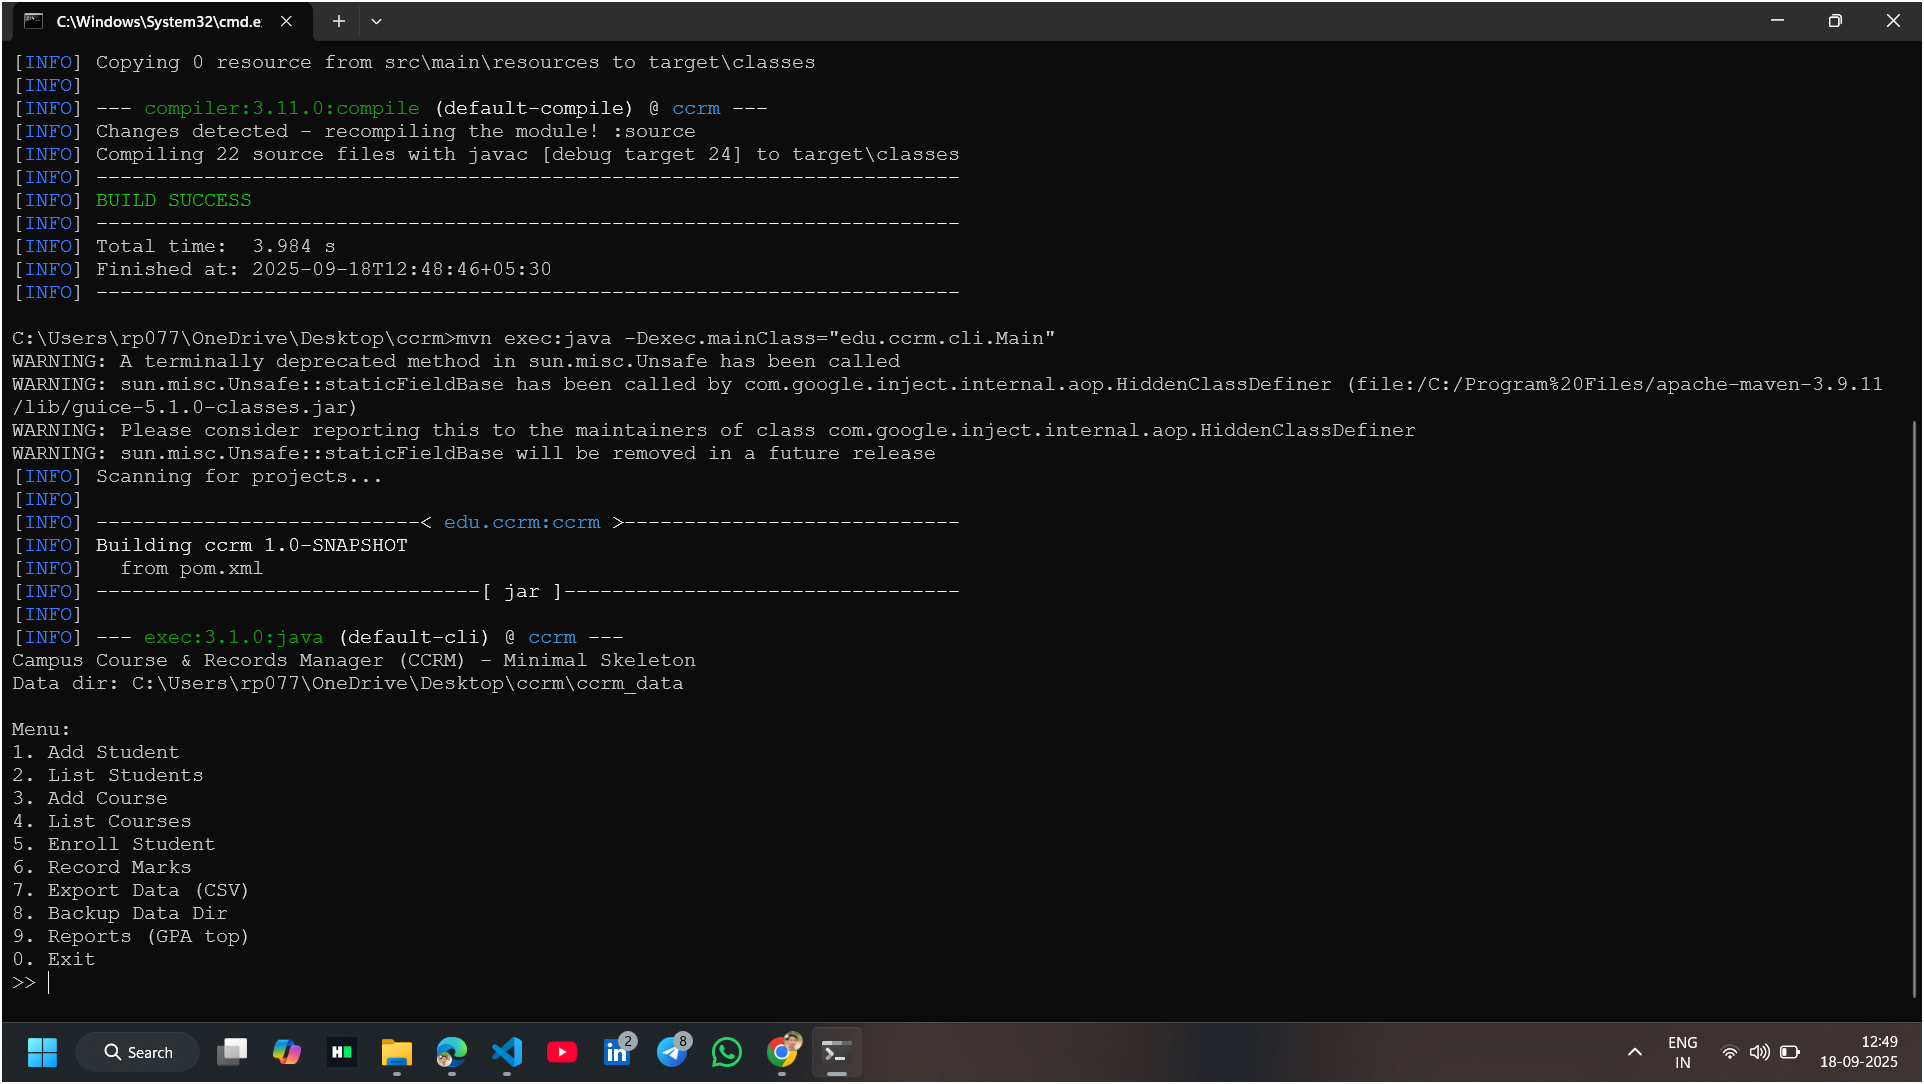 C:\Windows\System32\cmd.e
[INFO] Copying 0 resource from src\main\resources to target\classes
[INFO]
[INFO] --- compiler:3.11.0:compile (default-compile) @ ccrm ---
[INFO] Changes detected - recompiling the module! :source
[INFO] Compiling 22 source files with javac [debug target 24] to target\classes
[INFO] ------------------------------------------------------------------------
[INFO] BUILD SUCCESS
[INFO] ------------------------------------------------------------------------
[INFO] Total time:  3.984 s
[INFO] Finished at: 2025-09-18T12:48:46+05:30
[INFO] ------------------------------------------------------------------------
C:\Users\rp077\OneDrive\Desktop\ccrm>mvn exec:java -Dexec.mainClass="edu.ccrm.cli.Main"
WARNING: A terminally deprecated method in sun.misc.Unsafe has been called
WARNING: sun.misc.Unsafe::staticFieldBase has been called by com.google.inject.internal.aop.HiddenClassDefiner (file:/C:/Program%20Files/apache-maven-3.9.11
/lib/guice-5.1.0-classes.jar)
WARNING: Please consider reporting this to the maintainers of class com.google.inject.internal.aop.HiddenClassDefiner
WARNING: sun.misc.Unsafe::staticFieldBase will be removed in a future release
[INFO] Scanning for projects...
[INFO]
[INFO] ---------------------------< edu.ccrm:ccrm >----------------------------
[INFO] Building ccrm 1.0-SNAPSHOT
[INFO]   from pom.xml
[INFO] --------------------------------[ jar ]---------------------------------
[INFO]
[INFO] --- exec:3.1.0:java (default-cli) @ ccrm ---
Campus Course & Records Manager (CCRM) - Minimal Skeleton
Data dir: C:\Users\rp077\OneDrive\Desktop\ccrm\ccrm_data
Menu:
1. Add Student
2. List Students
3. Add Course
4. List Courses
5. Enroll Student
6. Record Marks
7. Export Data (CSV)
8. Backup Data Dir
9. Reports (GPA top)
0. Exit
>>
Search
H
in
2
8
ENG
IN
12:49
18-09-2025